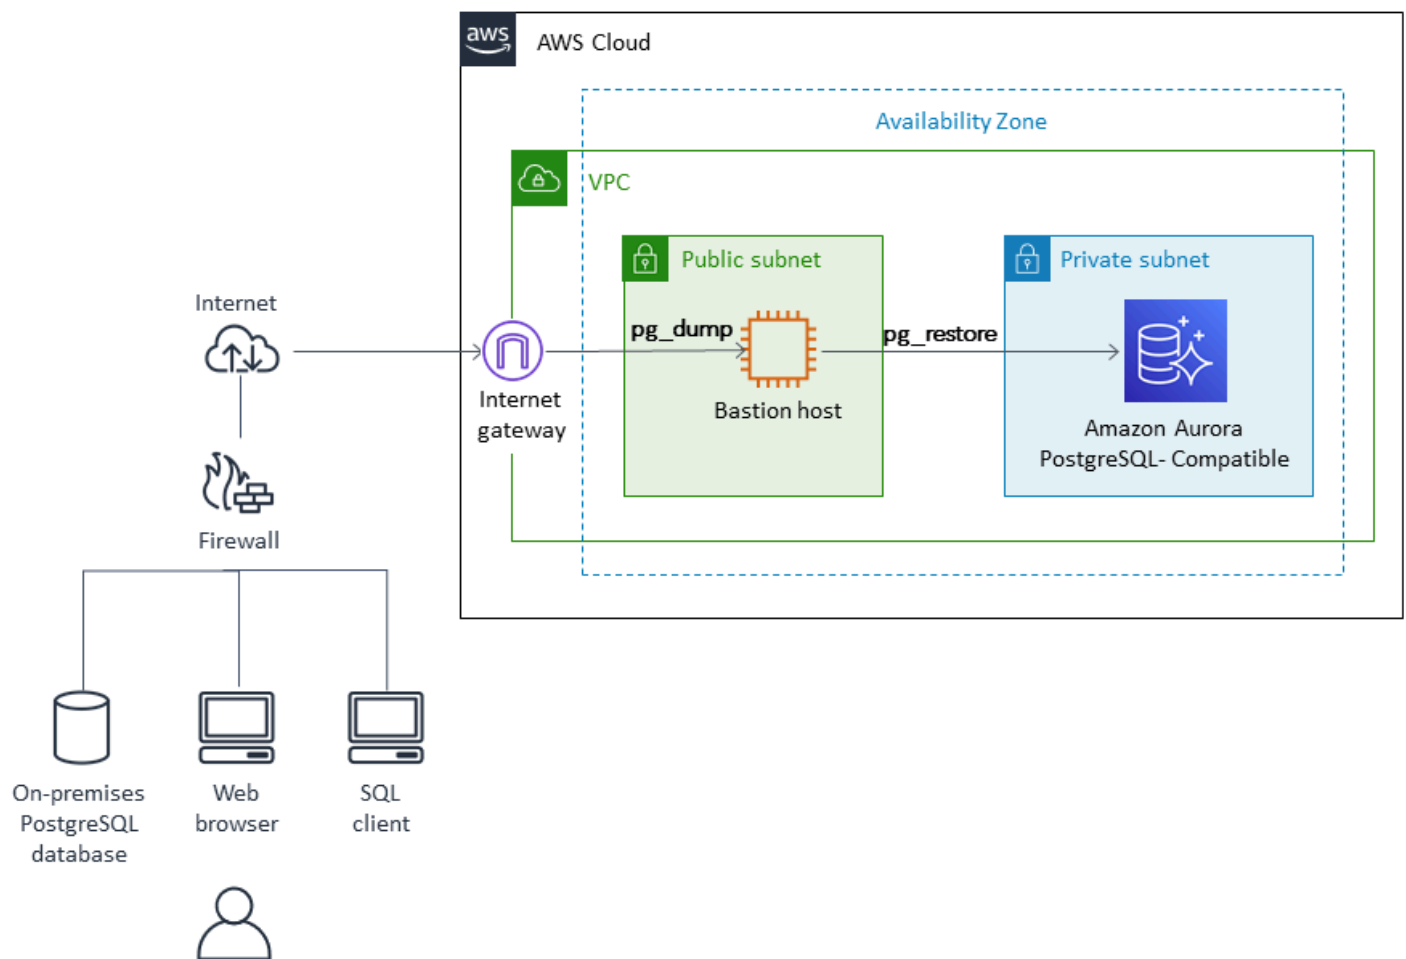 aws
AWS Cloud
Availability Zone
VPC
Public subnet
Private subnet
Internet
pg_dump
pg_restore
Internet
gateway
Bastion host
Amazon Aurora
PostgreSQL- Compatible
Firewall
On-premises
PostgreSQL
database
Web
browser
SQL
client